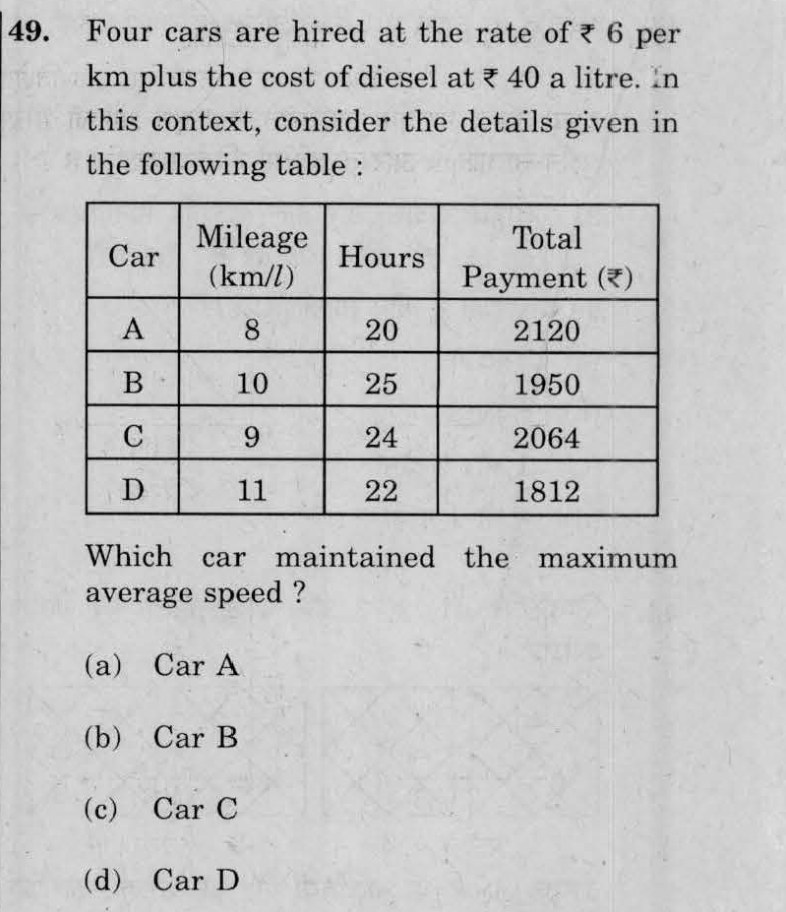 49. Four cars are hired at the rate of ₹ 6 per
km plus the cost of diesel at ₹ 40 a litre. In
this context, consider the details given in
the following table :
Car Mileage (km/l) Hours Total Payment (₹)
A 8 20 2120
B 10 25 1950
C 9 24 2064
D 11 22 1812
Which car maintained the maximum
average speed ?
(a) Car A
(b) Car B
(c) Car C
(d) Car D